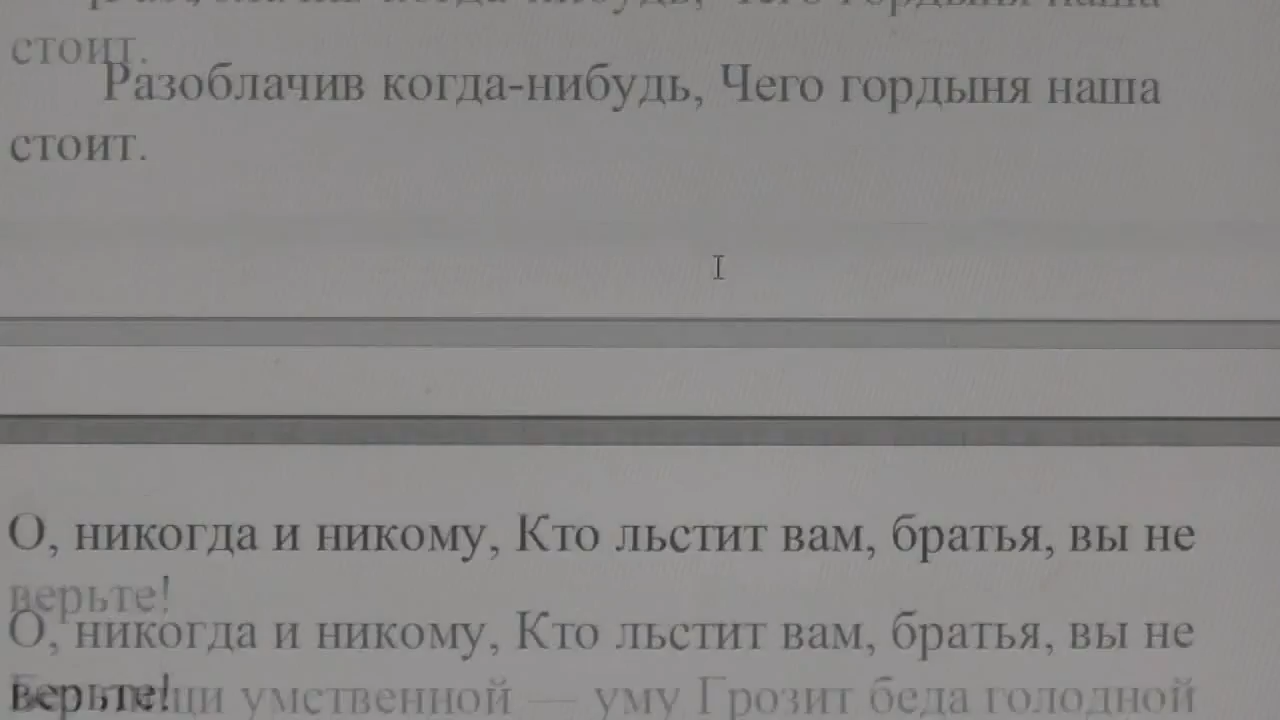 стоит.
Разоблачив когда-нибудь, Чего гордыня наша
стоит.
О, никогда и никому, Кто льстит вам, братья, вы не
верьте!
О, никогда и никому, Кто льстит вам, братья, вы не
верьте!
умственной — уму Грозит беда голодной